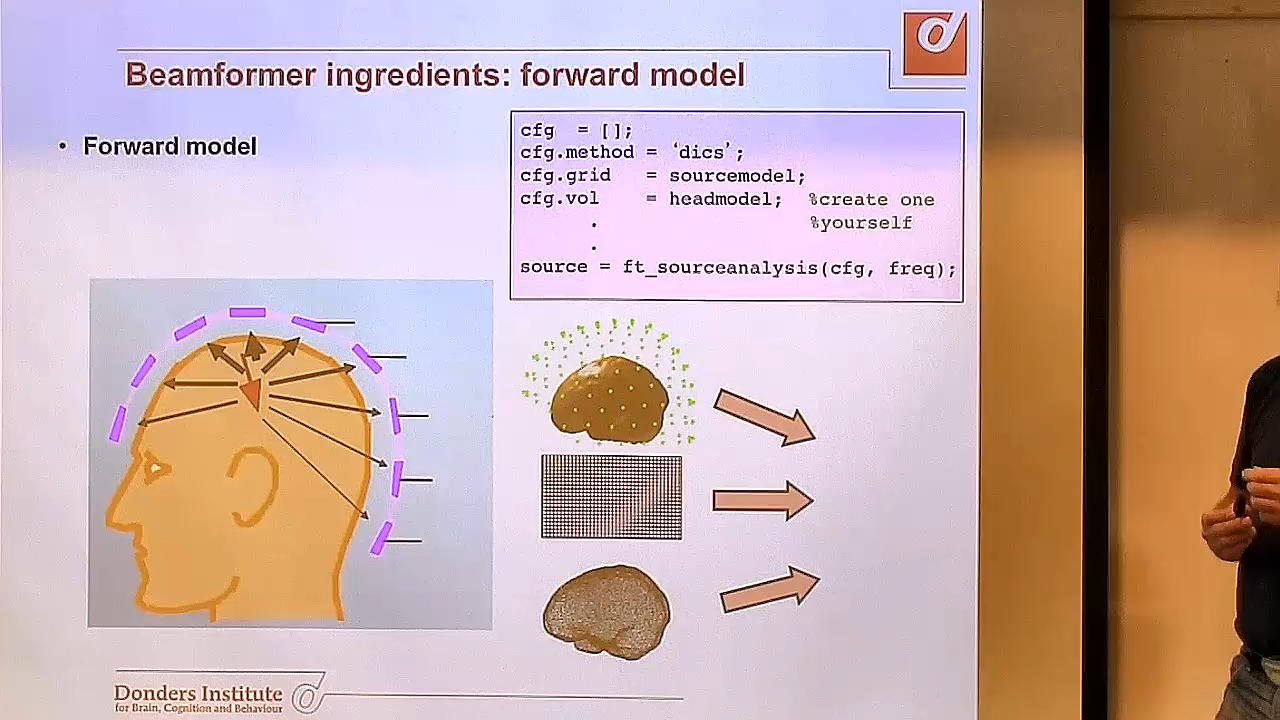 Beamformer ingredients: forward model
• Forward model
cfg = [];
cfg.method = ‘dics’;
cfg.grid = sourcemodel;
cfg.vol = headmodel; %create one
. %yourself
.
source = ft_sourceanalysis(cfg, freq);
Donders Institute
for Brain, Cognition and Behaviour